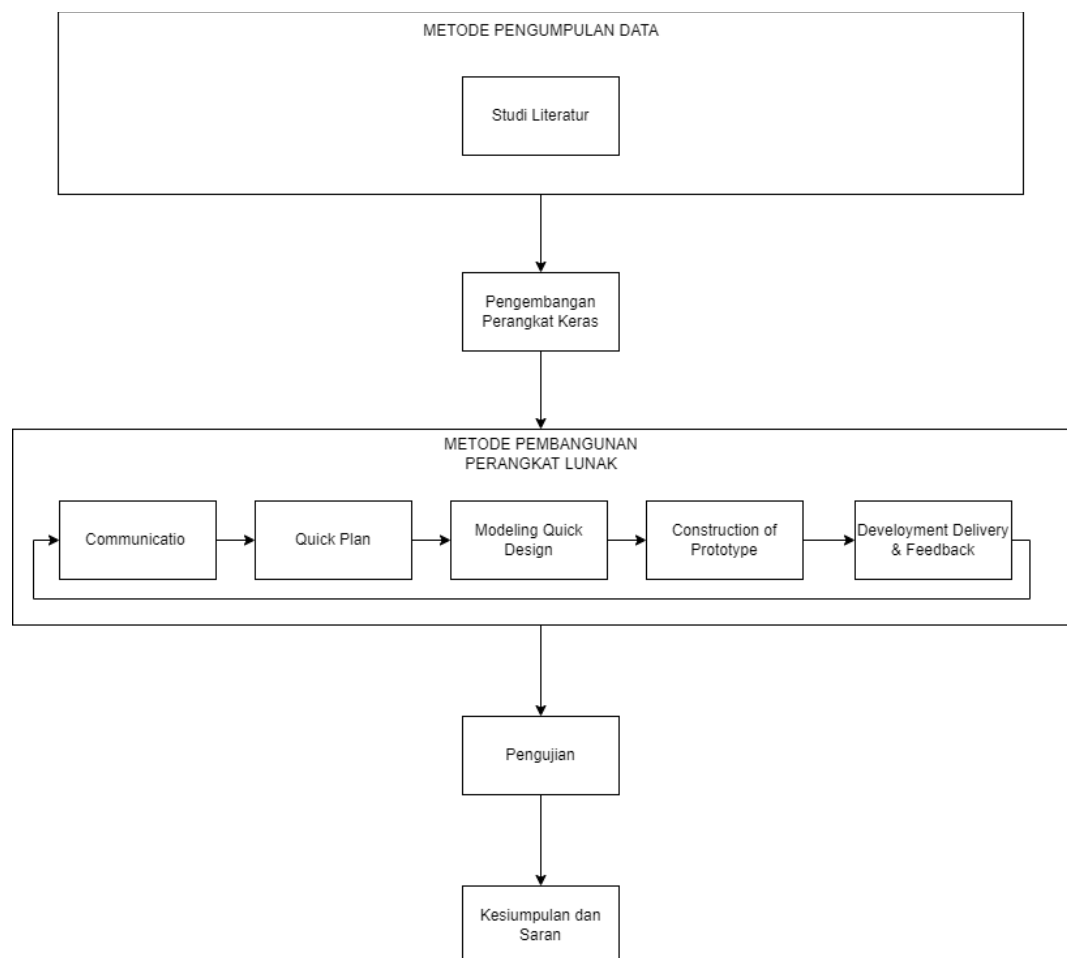 METODE PENGUMPULAN DATA
Studi Literatur
Pengembangan
Perangkat Keras
METODE PEMBANGUNAN
PERANGKAT LUNAK
Communicatio
Quick Plan
Modeling Quick
Design
Construction of
Prototype
Develoyment Delivery
& Feedback
Pengujian
Kesiumpulan dan
Saran